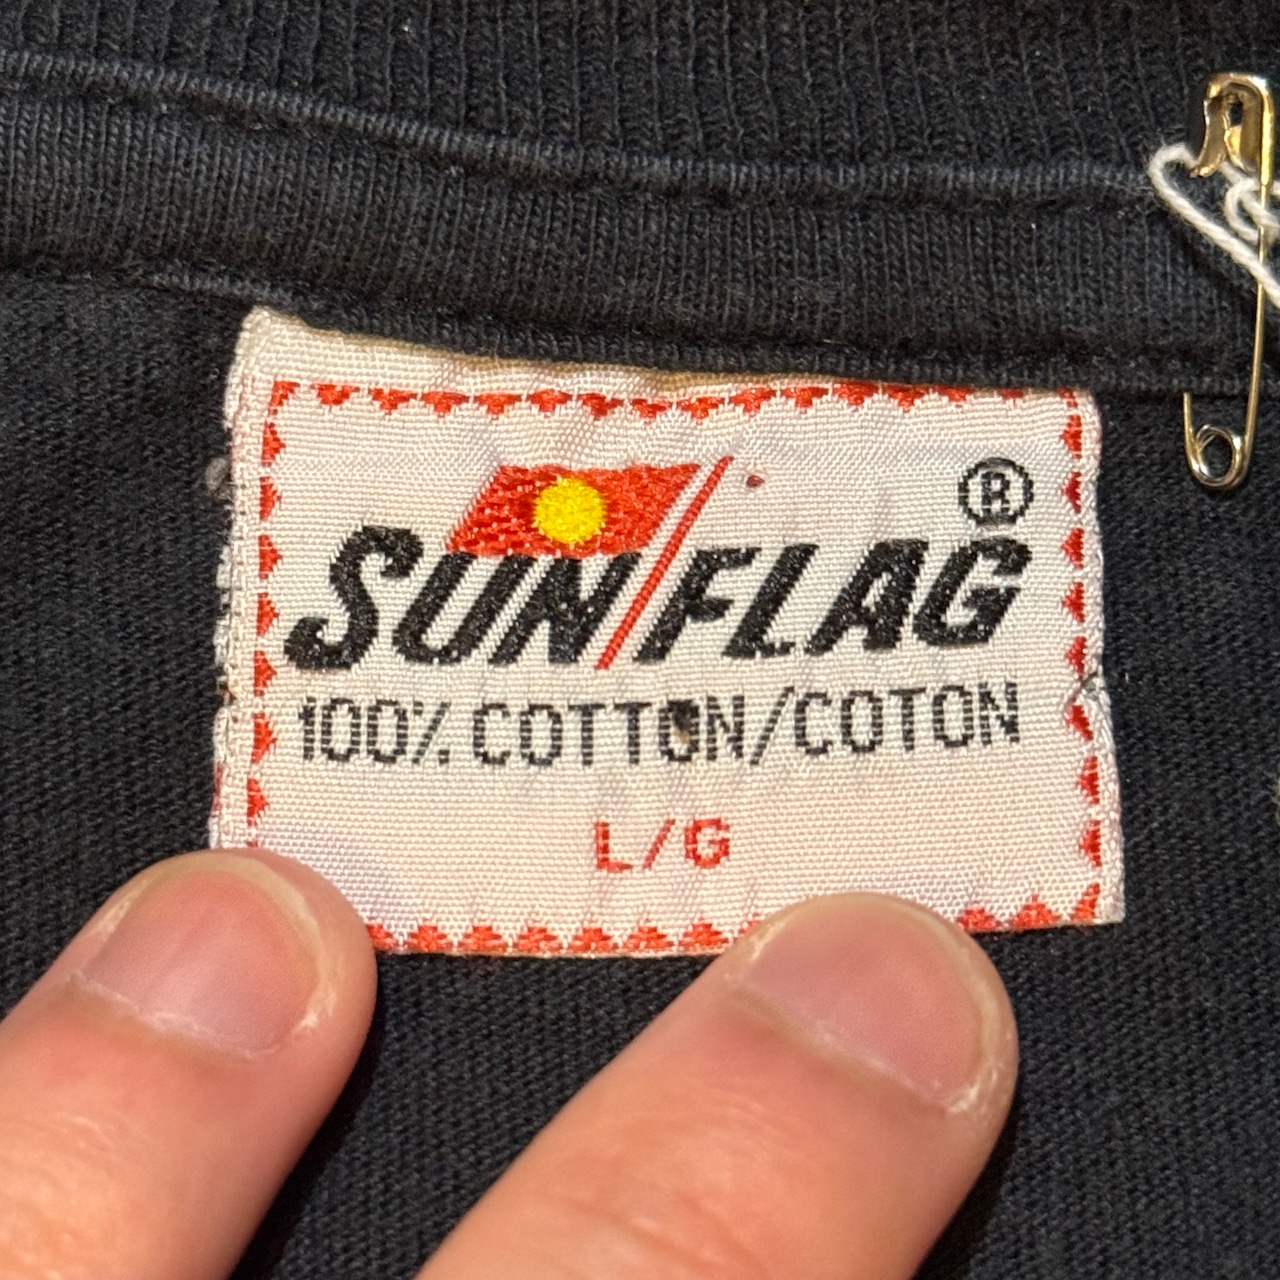 SUN/FLAG ®
100% COTTON/COTON
L/G